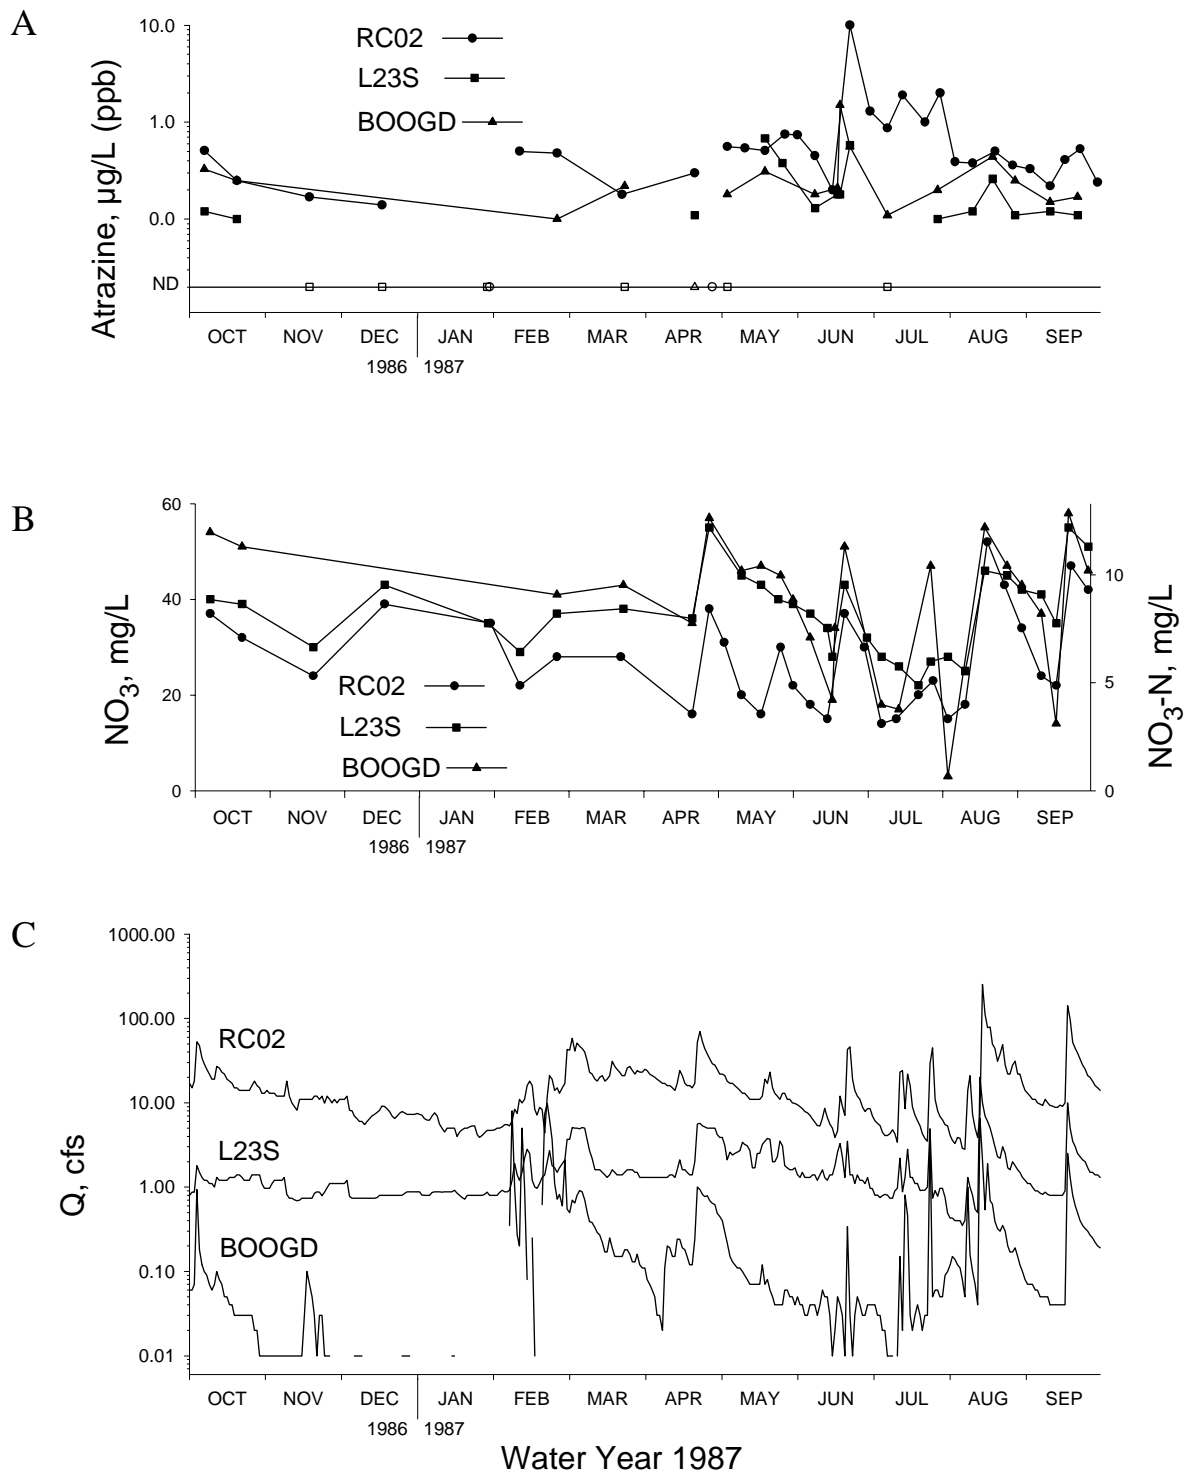 A
10.0
1.0
0.0
ND
Atrazine, µg/L (ppb)
RC02
L23S
BOOGD
OCT NOV DEC JAN FEB MAR APR MAY JUN JUL AUG SEP
1986 1987
B
60
40
20
0
NO3, mg/L
10
5
0
NO3-N, mg/L
RC02
L23S
BOOGD
OCT NOV DEC JAN FEB MAR APR MAY JUN JUL AUG SEP
1986 1987
C
1000.00
100.00
10.00
1.00
0.10
0.01
Q, cfs
RC02
L23S
BOOGD
OCT NOV DEC JAN FEB MAR APR MAY JUN JUL AUG SEP
1986 1987
Water Year 1987